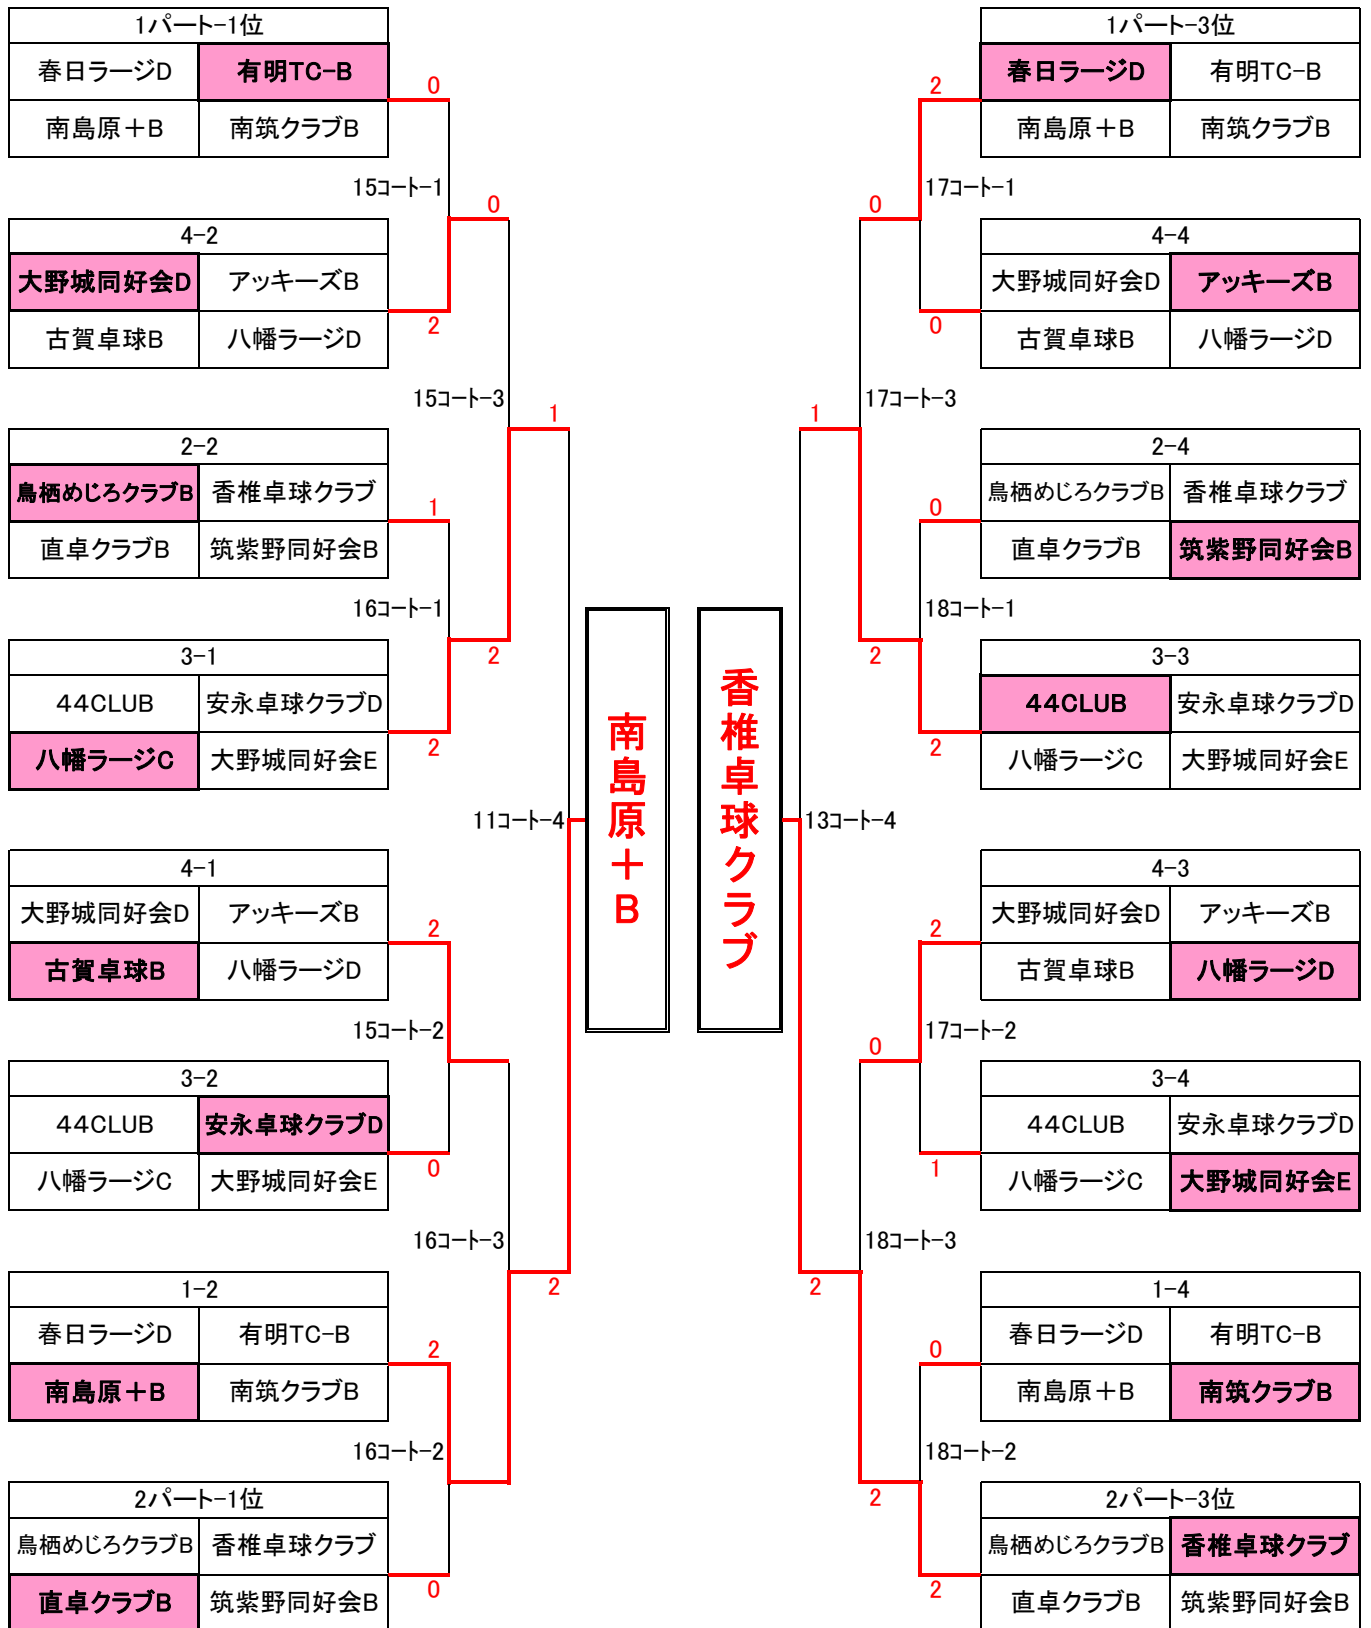 1パート-1位
春日ラージD 有明TC-B
南島原＋B 南筑クラブB
0
15コート-1
0
4-2
大野城同好会D アッキーズB
古賀卓球B 八幡ラージD
2
15コート-3
1
2-2
鳥栖めじろクラブB 香椎卓球クラブ
直卓クラブB 筑紫野同好会B
1
16コート-1
2
3-1
44CLUB 安永卓球クラブD
八幡ラージC 大野城同好会E
2
11コート-4
南島原＋B
4-1
大野城同好会D アッキーズB
古賀卓球B 八幡ラージD
2
15コート-2
3-2
44CLUB 安永卓球クラブD
八幡ラージC 大野城同好会E
0
16コート-3
2
1-2
春日ラージD 有明TC-B
南島原＋B 南筑クラブB
2
16コート-2
2パート-1位
鳥栖めじろクラブB 香椎卓球クラブ
直卓クラブB 筑紫野同好会B
0
1パート-3位
春日ラージD 有明TC-B
南島原＋B 南筑クラブB
2
17コート-1
0
4-4
大野城同好会D アッキーズB
古賀卓球B 八幡ラージD
0
17コート-3
1
2-4
鳥栖めじろクラブB 香椎卓球クラブ
直卓クラブB 筑紫野同好会B
0
18コート-1
2
3-3
44CLUB 安永卓球クラブD
八幡ラージC 大野城同好会E
2
13コート-4
香椎卓球クラブ
4-3
大野城同好会D アッキーズB
古賀卓球B 八幡ラージD
2
17コート-2
0
3-4
44CLUB 安永卓球クラブD
八幡ラージC 大野城同好会E
1
18コート-3
2
1-4
春日ラージD 有明TC-B
南島原＋B 南筑クラブB
0
18コート-2
2
2パート-3位
鳥栖めじろクラブB 香椎卓球クラブ
直卓クラブB 筑紫野同好会B
2